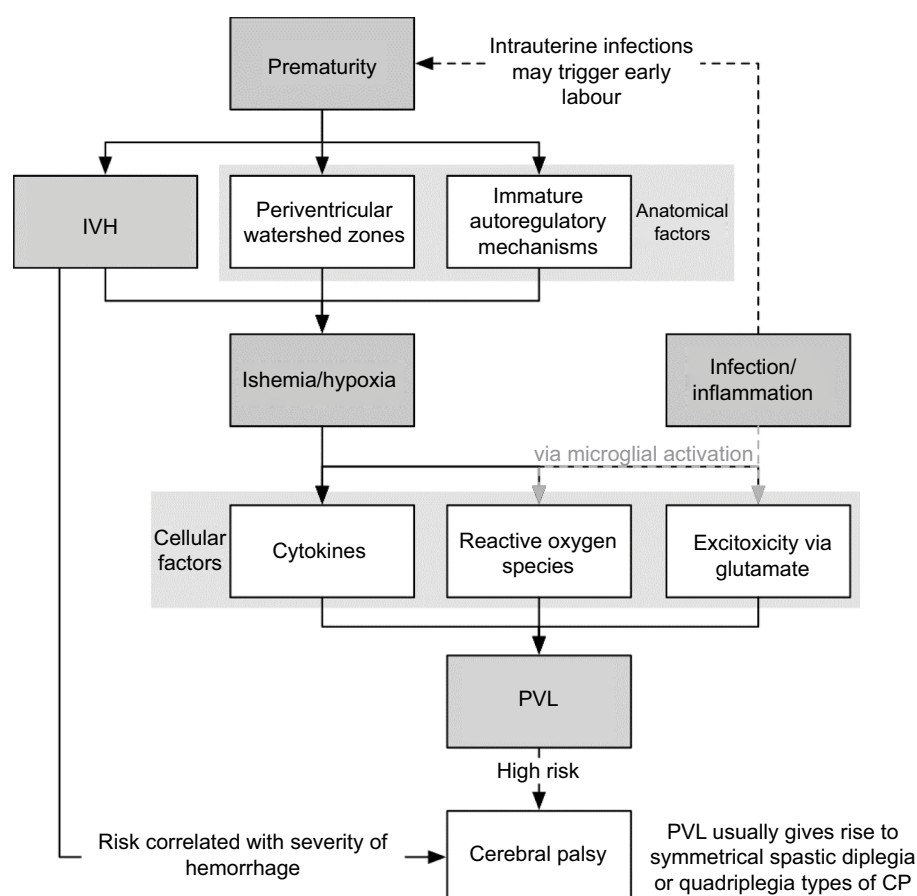 Prematurity
Intrauterine infections
may trigger early
labour
IVH
Periventricular
watershed zones
Immature
autoregulatory
mechanisms
Anatomical
factors
Ishemia/hypoxia
Infection/
inflammation
via microglial activation
Cellular
factors
Cytokines
Reactive oxygen
species
Excitoxicity via
glutamate
PVL
High risk
Risk correlated with severity of
hemorrhage
Cerebral palsy
PVL usually gives rise to
symmetrical spastic diplegia
or quadriplegia types of CP